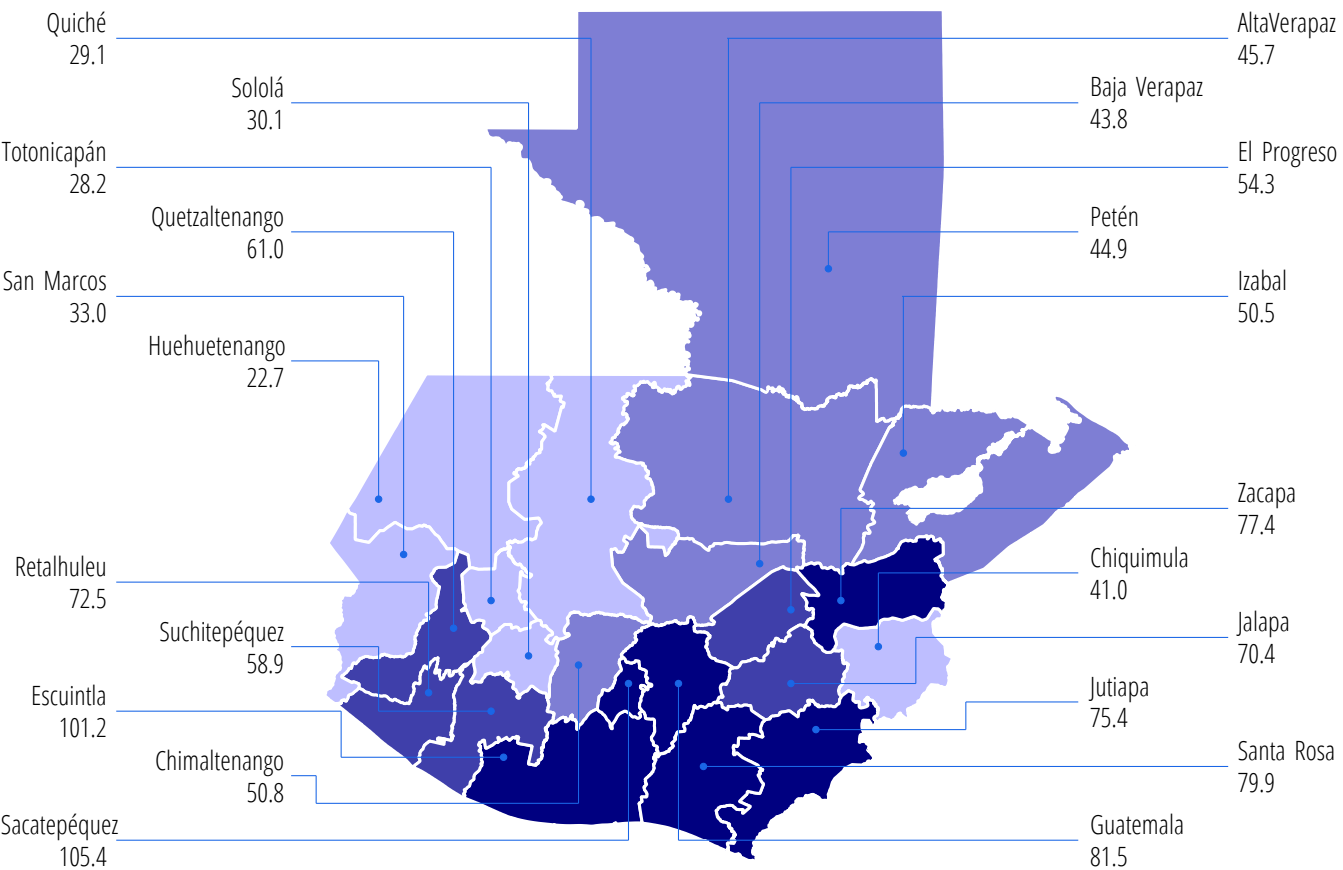 Quiché
29.1
Sololá
30.1
Totonicapán
28.2
Quetzaltenango
61.0
San Marcos
33.0
Huehuetenango
22.7
Retalhuleu
72.5
Suchitepéquez
58.9
Escuintla
101.2
Chimaltenango
50.8
Sacatepéquez
105.4
AltaVerapaz
45.7
Baja Verapaz
43.8
El Progreso
54.3
Petén
44.9
Izabal
50.5
Zacapa
77.4
Chiquimula
41.0
Jalapa
70.4
Jutiapa
75.4
Santa Rosa
79.9
Guatemala
81.5